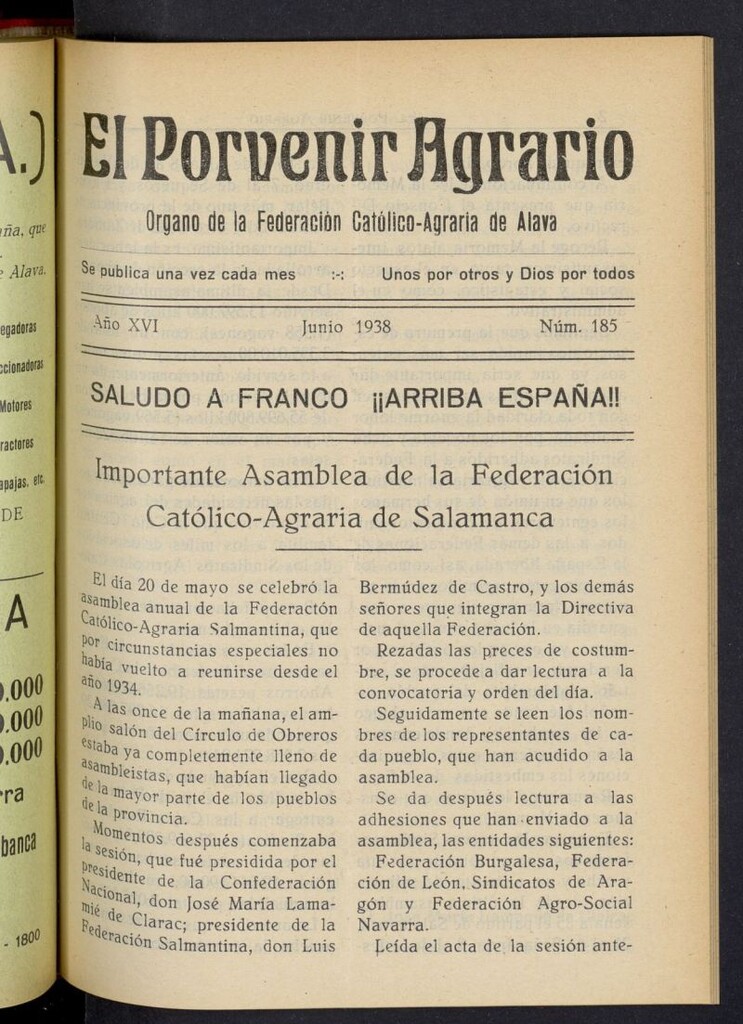 A.)
ña, que
Alava.
egadoras
ccionadoras
Motores
ractores
apajas, etc.
DE
A
0.000
0.000
0.000
rra
banca
- 1800
El Porvenir Agrario
Organo de la Federación Católico-Agraria de Alava
Se publica una vez cada mes :-: Unos por otros y Dios por todos
Año XVI Junio 1938 Núm. 185
SALUDO A FRANCO ¡¡ARRIBA ESPAÑA!!
Importante Asamblea de la Federación
Católico-Agraria de Salamanca
El día 20 de mayo se celebró la
asamblea anual de la Federactón
Católico-Agraria Salmantina, que
por circunstancias especiales no
había vuelto a reunirse desde el
año 1934.
A las once de la mañana, el am-
plio salón del Círculo de Obreros
estaba ya completamente lleno de
asambleistas, que habían llegado
de la mayor parte de los pueblos
de la provincia.
Momentos después comenzaba
la sesión, que fué presidida por el
presidente de la Confederación
Nacional, don José María Lama-
mié de Clarac; presidente de la
Federación Salmantina, don Luis
Bermúdez de Castro, y los demás
señores que integran la Directiva
de aquella Federación.
Rezadas las preces de costum-
bre, se procede a dar lectura a la
convocatoria y orden del día.
Seguidamente se leen los nom-
bres de los representantes de ca-
da pueblo, que han acudido a la
asamblea.
Se da después lectura a las
adhesiones que han enviado a la
asamblea, las entidades siguientes:
Federación Burgalesa, Federa-
ción de León, Sindicatos de Ara-
gón y Federación Agro-Social
Navarra.
Leída el acta de la sesión ante-